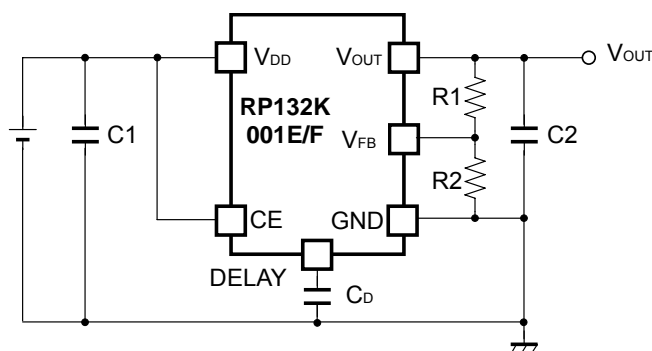 VDD
VOUT
VOUT
RP132K
001E/F
R1
C1
VFB
C2
R2
CE
GND
DELAY
CD